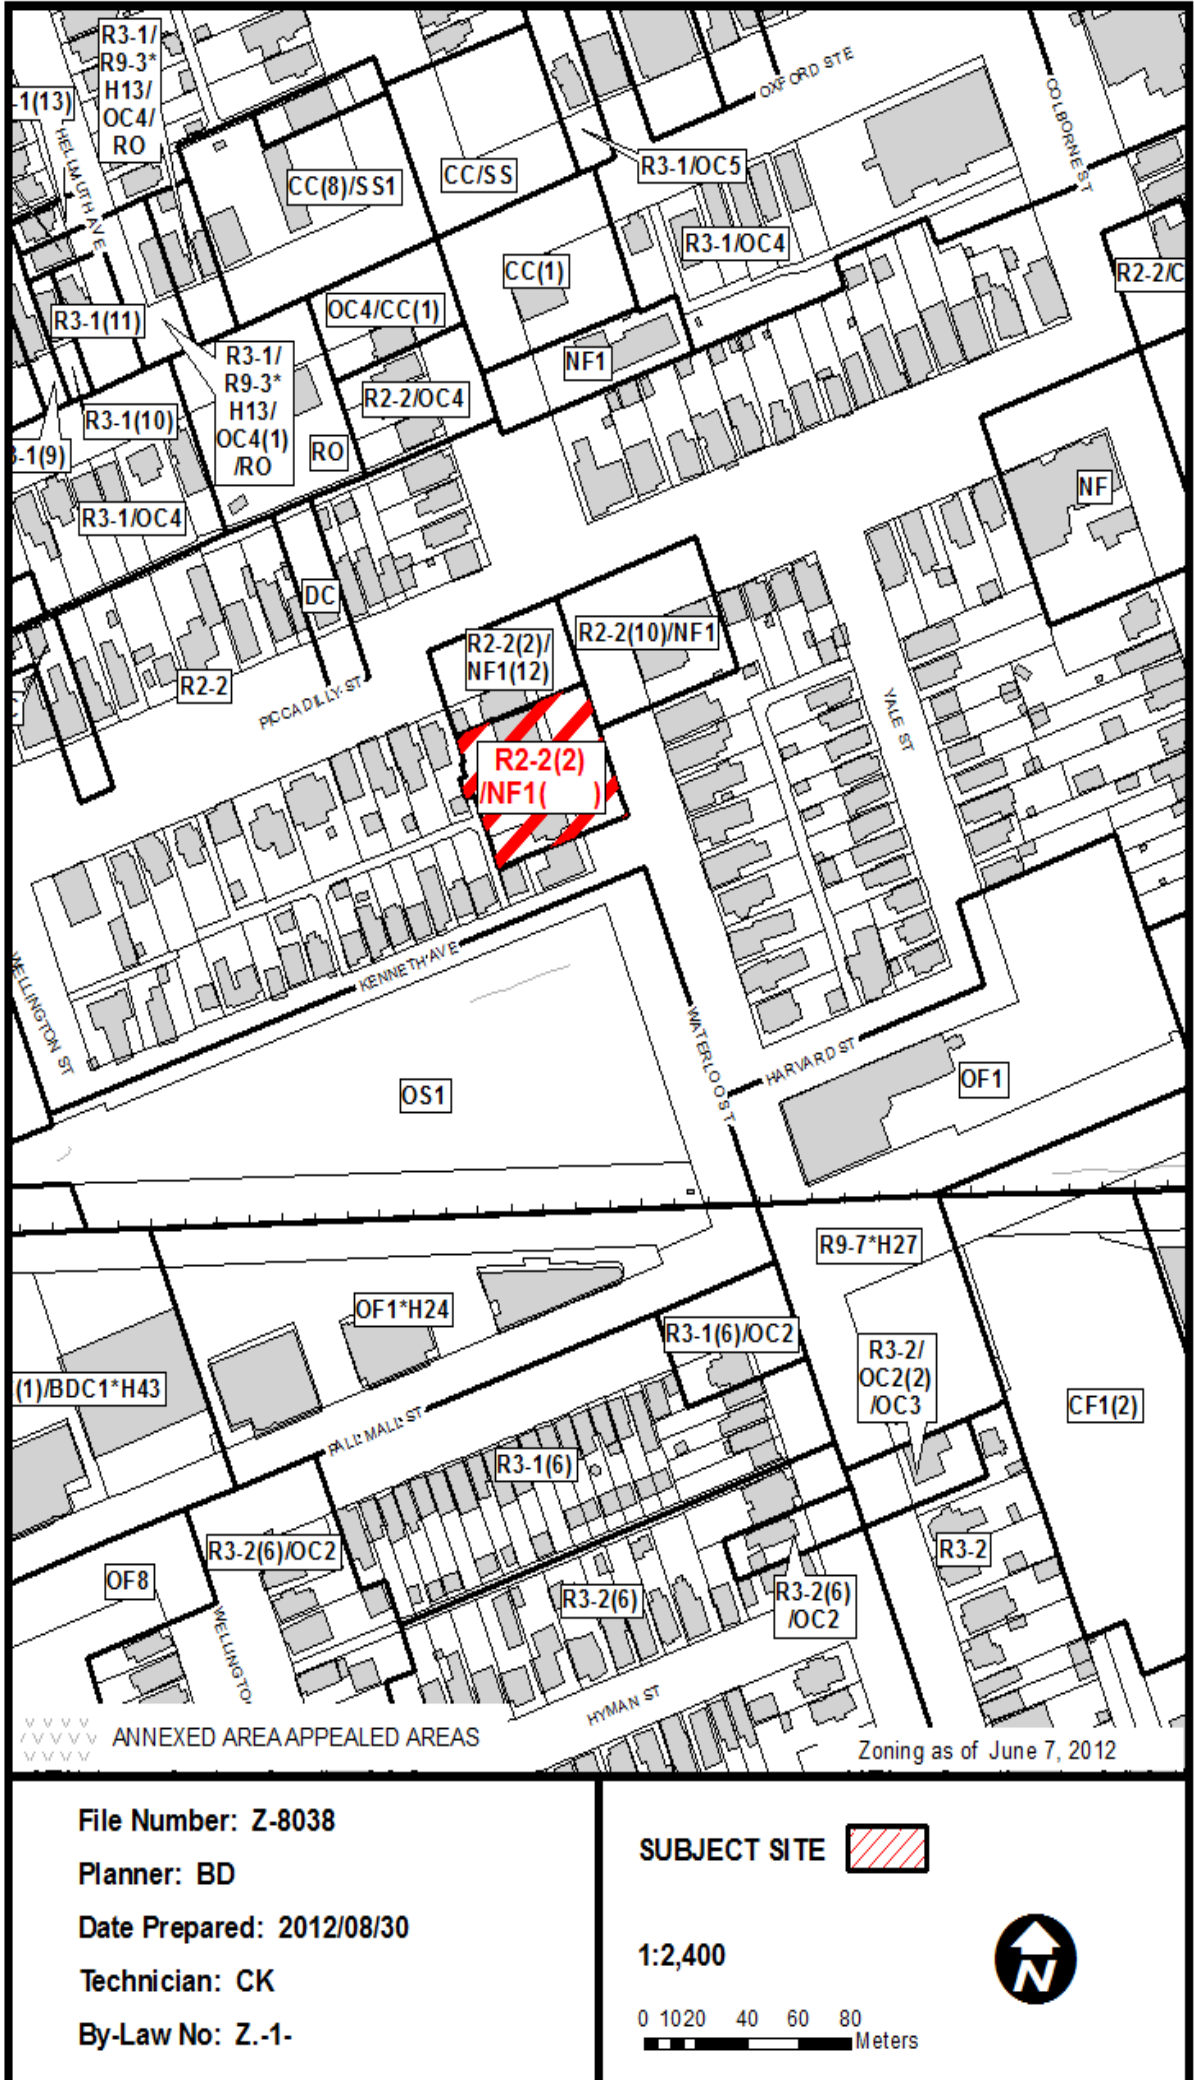 R3-1/
R9-3*
H13/
OC4/
RO
-1(13)
HELLMUTH AVE
OXFORD ST E
COLBORNE ST
CC(8)/SS1
CC/SS
R3-1/OC5
R3-1/OC4
CC(1)
R2-2/C
R3-1(11)
OC4/CC(1)
NF1
R3-1/
R9-3*
H13/
OC4(1)
/RO
R2-2/OC4
R3-1(10)
3-1(9)
RO
NF
R3-1/OC4
DC
R2-2(2)/
NF1(12)
R2-2(10)/NF1
R2-2
C
PICCADILLY ST
YALE ST
R2-2(2)
/NF1(      )
KENNETH AVE
WELLINGTON ST
WATERLOO ST
HARVARD ST
OS1
OF1
R9-7*H27
OF1*H24
R3-1(6)/OC2
R3-2/
OC2(2)
/OC3
(1)/BDC1*H43
CF1(2)
PALL MALL ST
R3-1(6)
R3-2(6)/OC2
R3-2
OF8
R3-2(6)
R3-2(6)
/OC2
WELLINGTO
HYMAN ST
ANNEXED AREA APPEALED AREAS
Zoning as of June 7, 2012
File Number: Z-8038
Planner: BD
Date Prepared: 2012/08/30
Technician: CK
By-Law No: Z.-1-
SUBJECT SITE
1:2,400
N
0 10 20 40 60 80
Meters